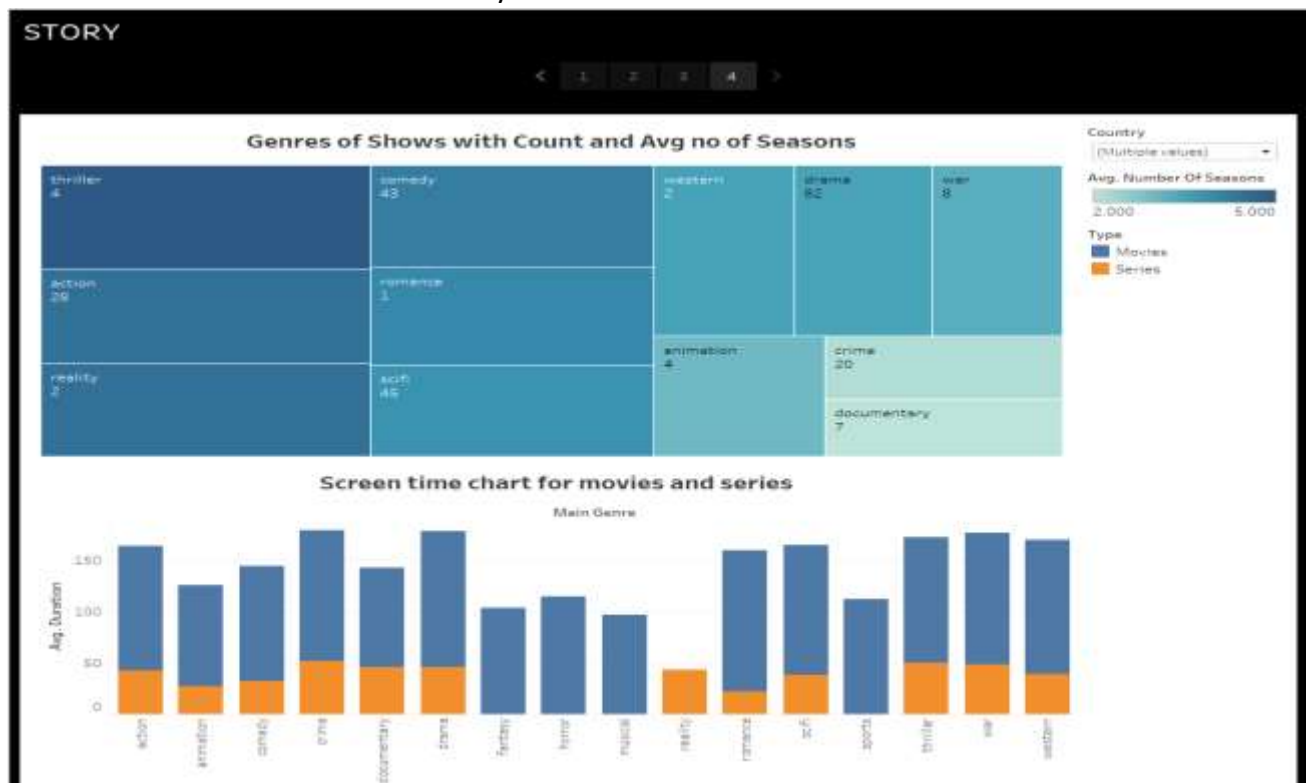 STORY
< 1 2 3 4 >
Genres of Shows with Count and Avg no of Seasons
thriller
4
comedy
43
western
2
drama
82
war
8
action
28
romance
1
reality
scifi
45
animation
4
crime
20
documentary
7
Country
(Multiple values)
Avg. Number Of Seasons
2.000 5.000
Type
Movies
Series
Screen time chart for movies and series
Main Genre
Avg. Duration
150
100
50
0
action
animation
comedy
crime
documentary
drama
Fantasy
horror
musical
reality
romance
scifi
sports
thriller
war
western